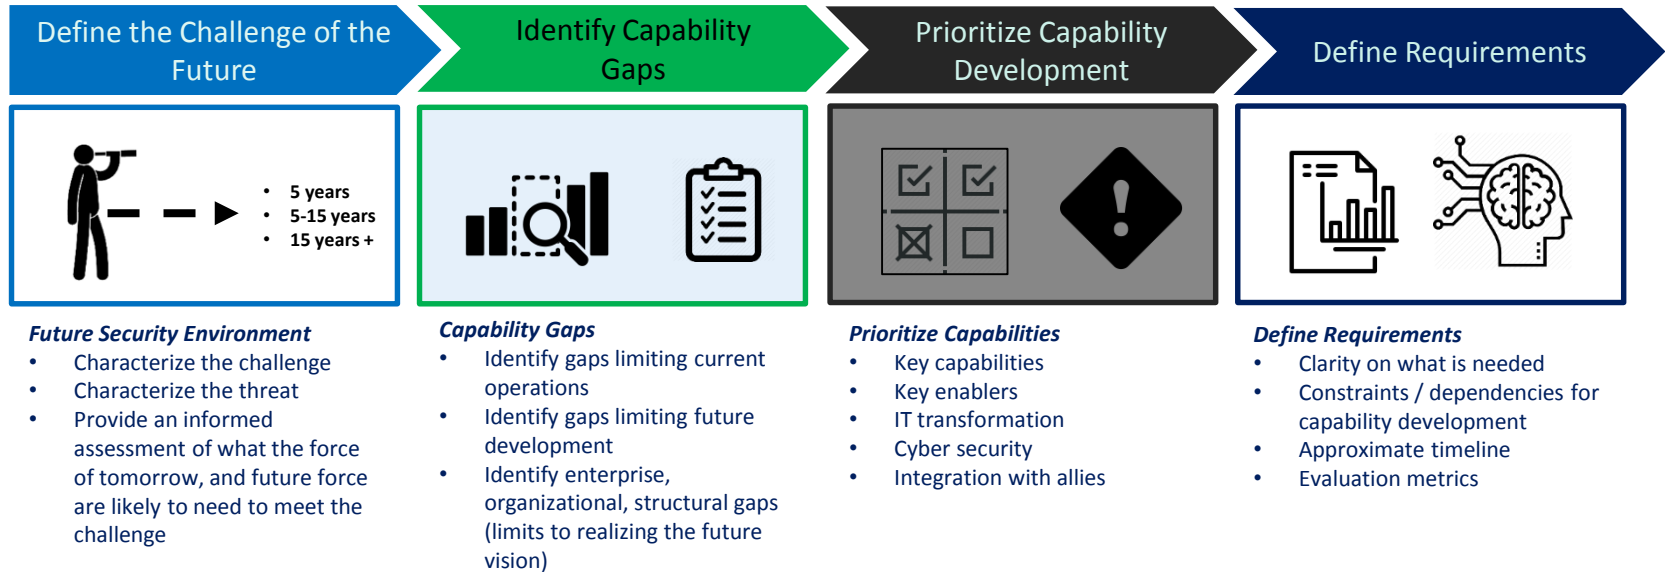 Define the Challenge of the
Future
Identify Capability
Gaps
Prioritize Capability
Development
Define Requirements
• 5 years
• 5-15 years
• 15 years +
Future Security Environment
• Characterize the challenge
• Characterize the threat
• Provide an informed
assessment of what the force
of tomorrow, and future force
are likely to need to meet the
challenge
Capability Gaps
• Identify gaps limiting current
operations
• Identify gaps limiting future
development
• Identify enterprise,
organizational, structural gaps
(limits to realizing the future
vision)
Prioritize Capabilities
• Key capabilities
• Key enablers
• IT transformation
• Cyber security
• Integration with allies
Define Requirements
• Clarity on what is needed
• Constraints / dependencies for
capability development
• Approximate timeline
• Evaluation metrics